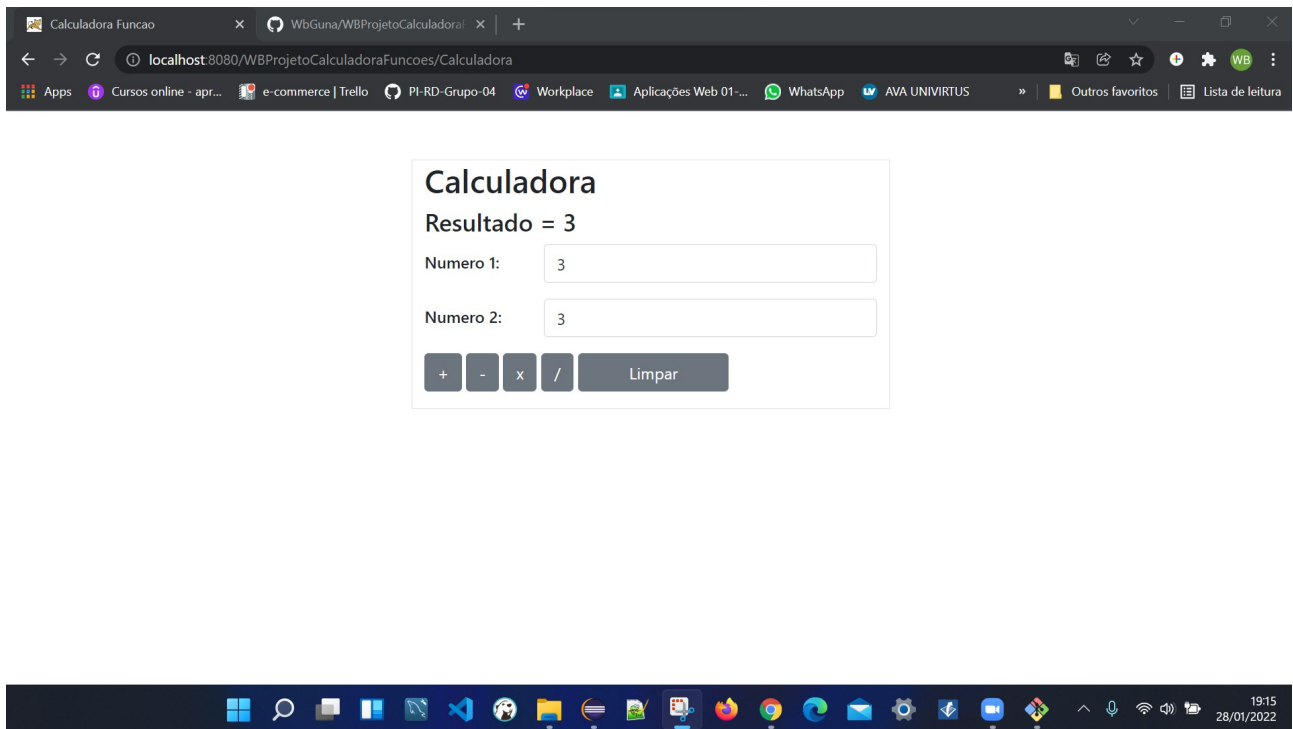 Calculadora Funcao
WbGuna/WBProjetoCalculadora
localhost:8080/WBProjetoCalculadoraFuncoes/Calculadora
WB
Apps
Cursos online - apr...
e-commerce | Trello
PI-RD-Grupo-04
Workplace
Aplicações Web 01-...
WhatsApp
AVA UNIVIRTUS
»
Outros favoritos
Lista de leitura
Calculadora
Resultado = 3
Numero 1:
3
Numero 2:
3
+ - x / Limpar
19:15
28/01/2022